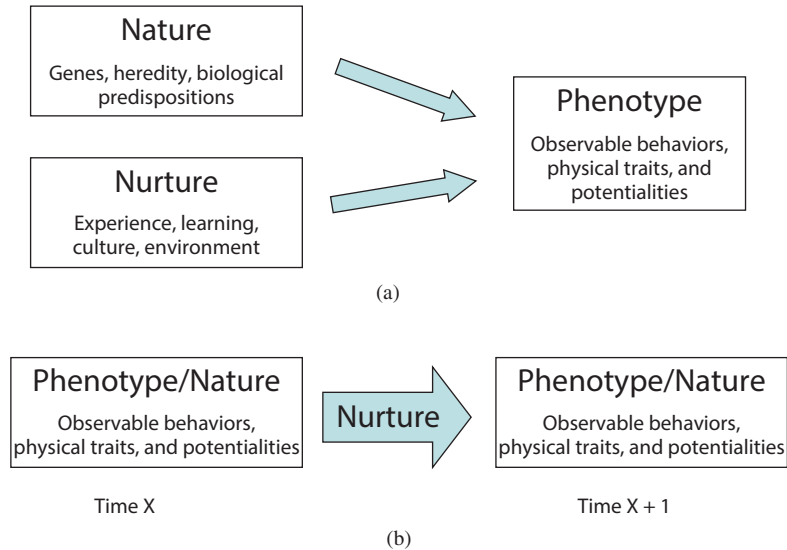 Nature
Genes, heredity, biological
predispositions
Phenotype
Observable behaviors,
physical traits, and
potentialities
Nurture
Experience, learning,
culture, environment
(a)
Phenotype/Nature
Observable behaviors,
physical traits, and potentialities
Nurture
Phenotype/Nature
Observable behaviors,
physical traits, and potentialities
Time X
Time X + 1
(b)